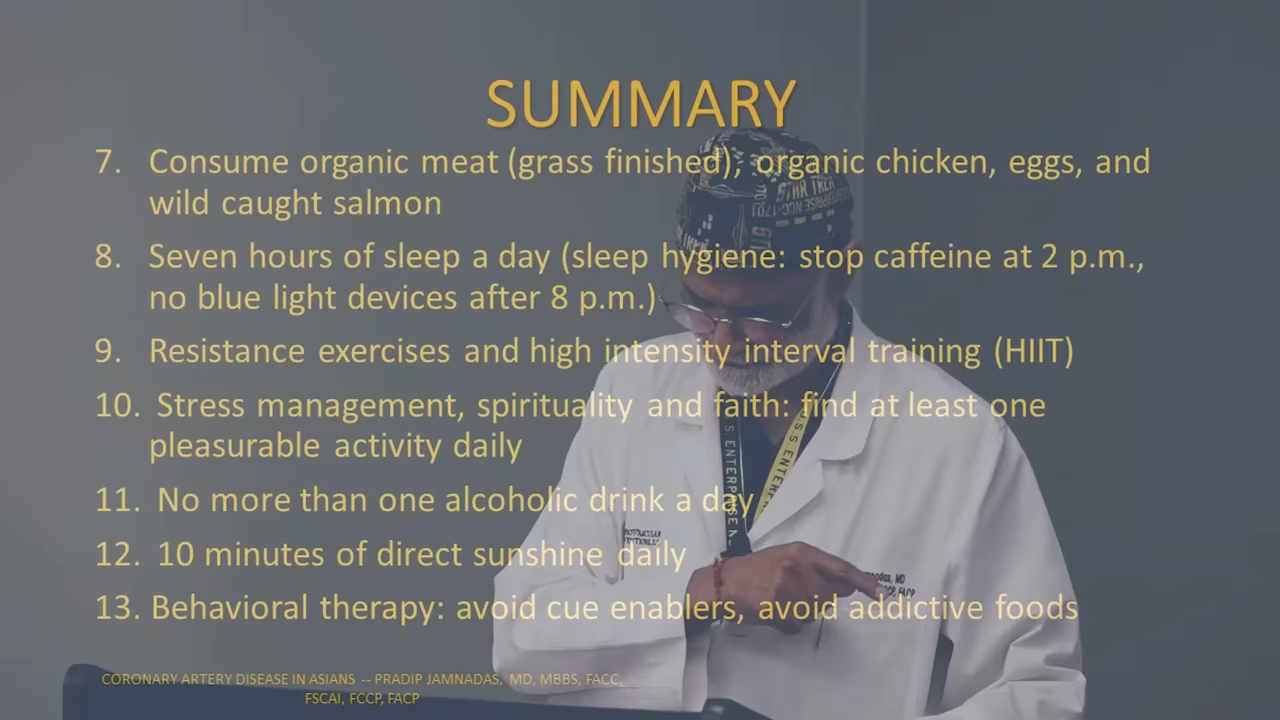 SUMMARY
7. Consume organic meat (grass finished), organic chicken, eggs, and
wild caught salmon
STAR TREK
8. Seven hours of sleep a day (sleep hygiene: stop caffeine at 2 p.m.,
no blue light devices after 8 p.m.)
9. Resistance exercises and high intensity interval training (HIIT)
10. Stress management, spirituality and faith: find at least one
pleasurable activity daily
U.S.S. ENTERPRISE
11. No more than one alcoholic drink a day
12. 10 minutes of direct sunshine daily
13. Behavioral therapy: avoid cue enablers, avoid addictive foods
CORONARY ARTERY DISEASE IN ASIANS -- PRADIP JAMNADAS, MD, MBBS, FACC,
FSCAI, FCCP, FACP